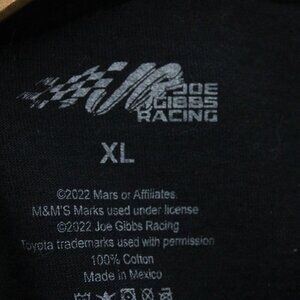 JOE
GIBBS
RACING
XL
©2022 Mars or Affiliates.
M&M'S Marks used under license
©2022 Joe Gibbs Racing
Toyota trademarks used with permission
100% Cotton
Made in Mexico